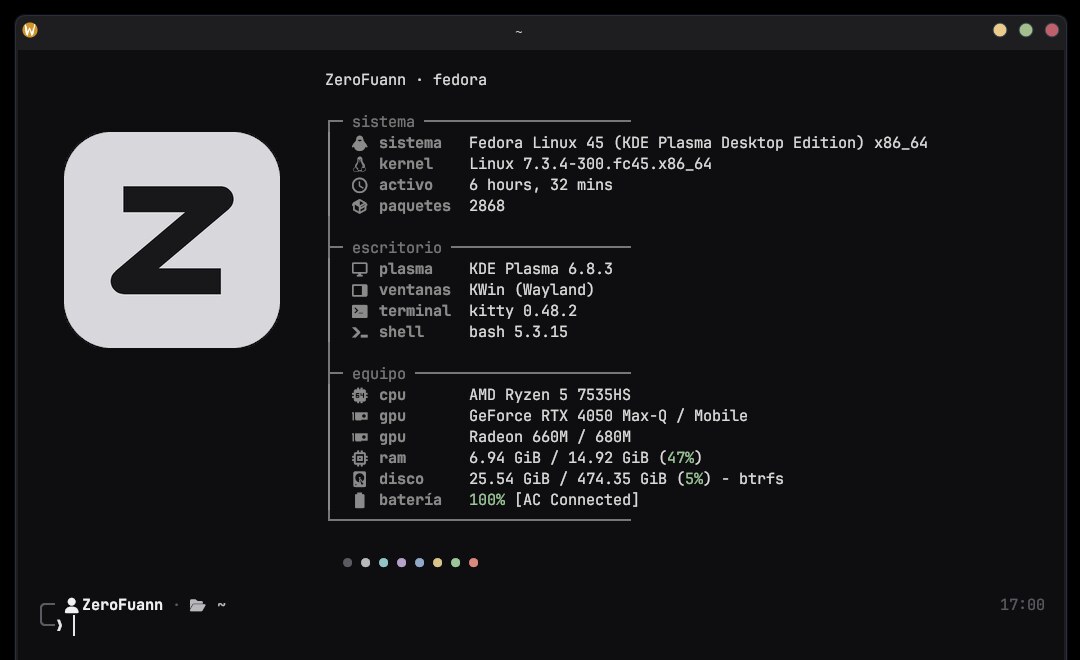 ~
ZeroFuann · fedora
Z
sistema
sistema Fedora Linux 45 (KDE Plasma Desktop Edition) x86_64
kernel Linux 7.3.4-300.fc45.x86_64
activo 6 hours, 32 mins
paquetes 2868
escritorio
plasma KDE Plasma 6.8.3
ventanas KWin (Wayland)
terminal kitty 0.48.2
shell bash 5.3.15
equipo
cpu AMD Ryzen 5 7535HS
gpu GeForce RTX 4050 Max-Q / Mobile
gpu Radeon 660M / 680M
ram 6.94 GiB / 14.92 GiB (47%)
disco 25.54 GiB / 474.35 GiB (5%) - btrfs
batería 100% [AC Connected]
ZeroFuann · ~ 17:00
❯